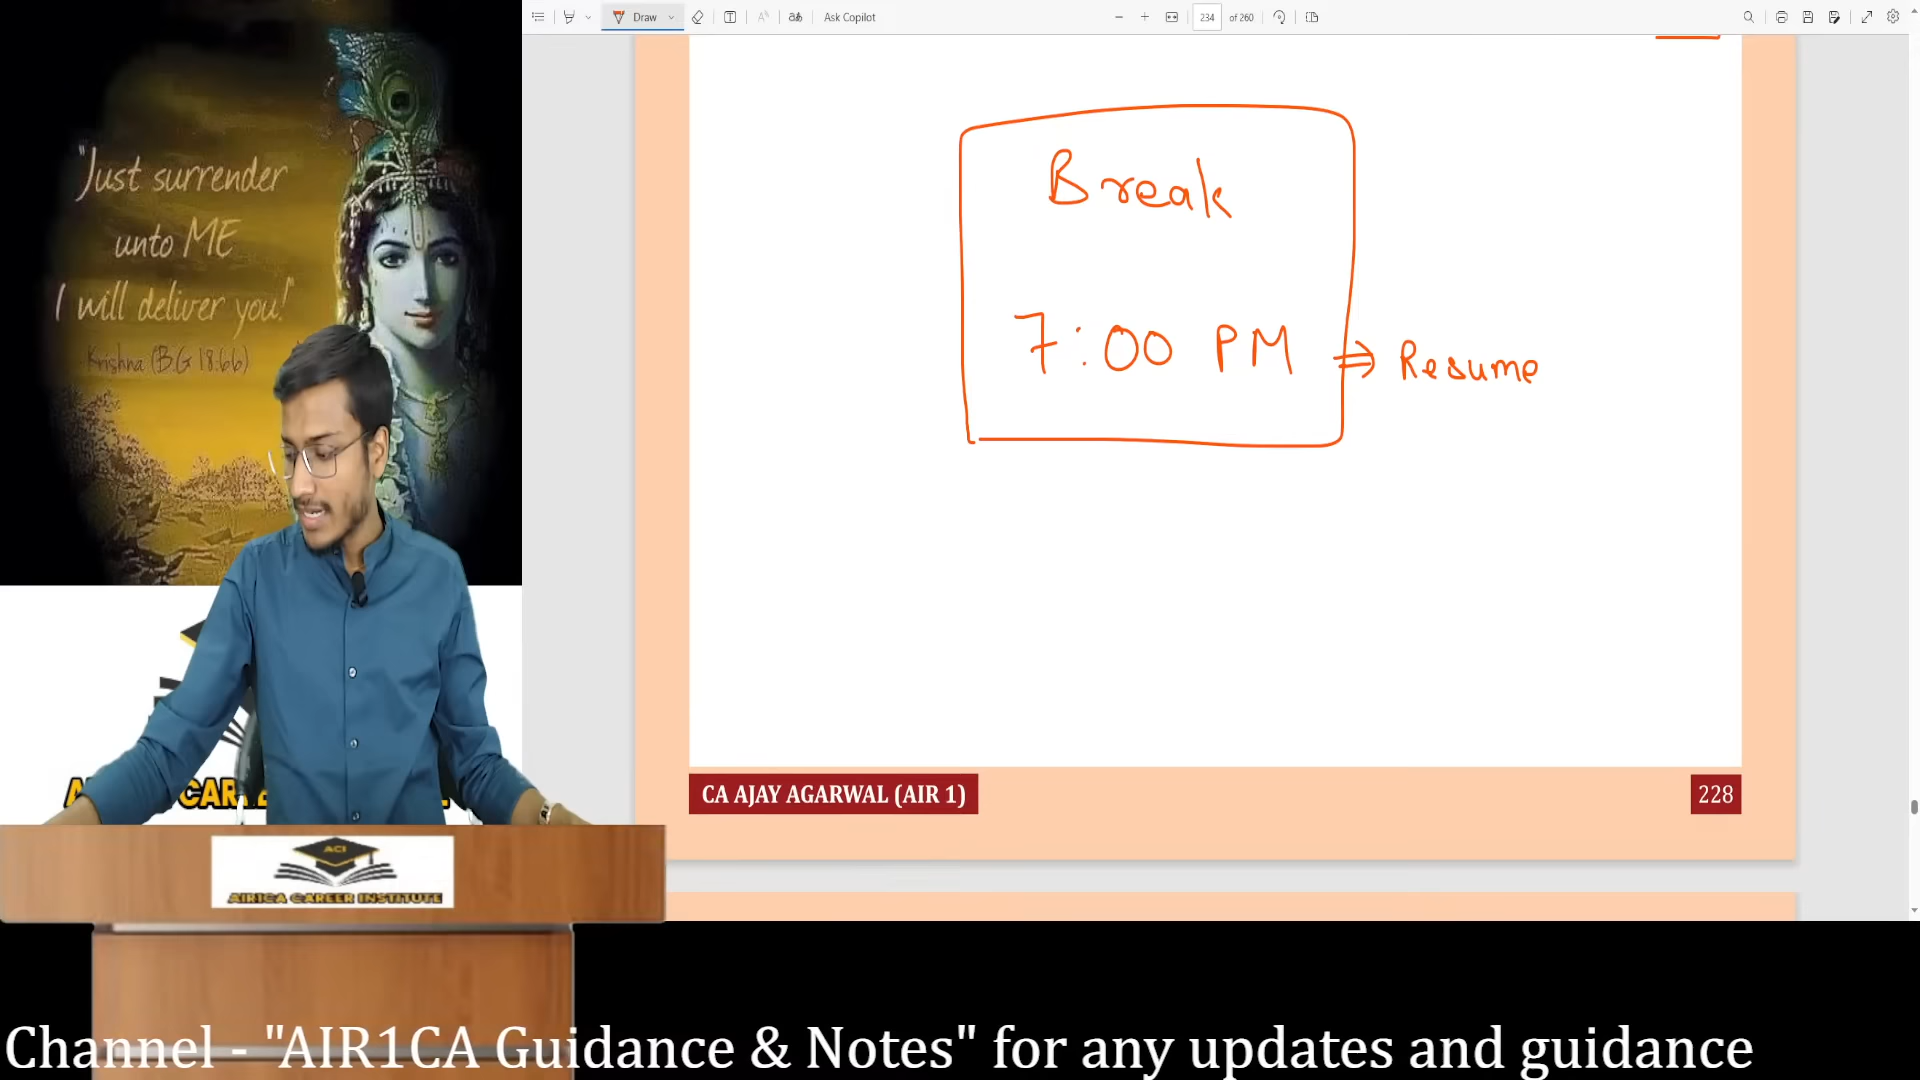 Draw
Ask Copilot
234
of 260
"Just surrender
unto ME
I will deliver you!"
Krishna (B.G 18:66)
Break
7:00 PM ⇒ Resume
CA AJAY AGARWAL (AIR 1)
228
ACI
AIR1CA CAREER INSTITUTE
Channel - "AIR1CA Guidance & Notes" for any updates and guidance